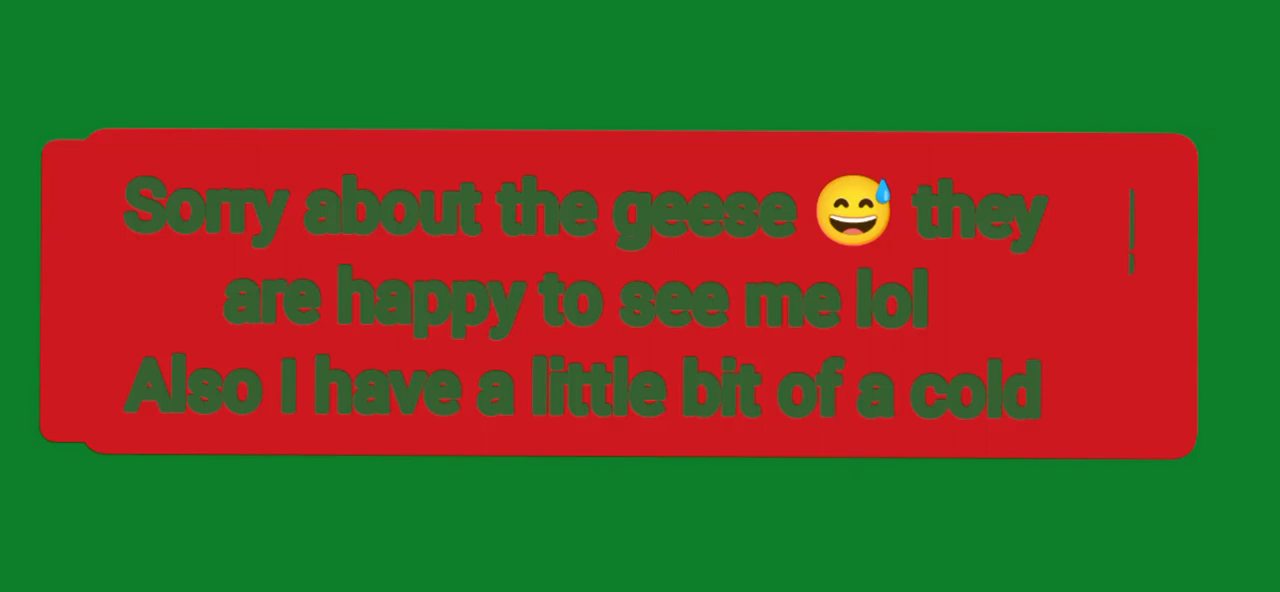 Sorry about the geese 😅 they
are happy to see me lol
Also I have a little bit of a cold